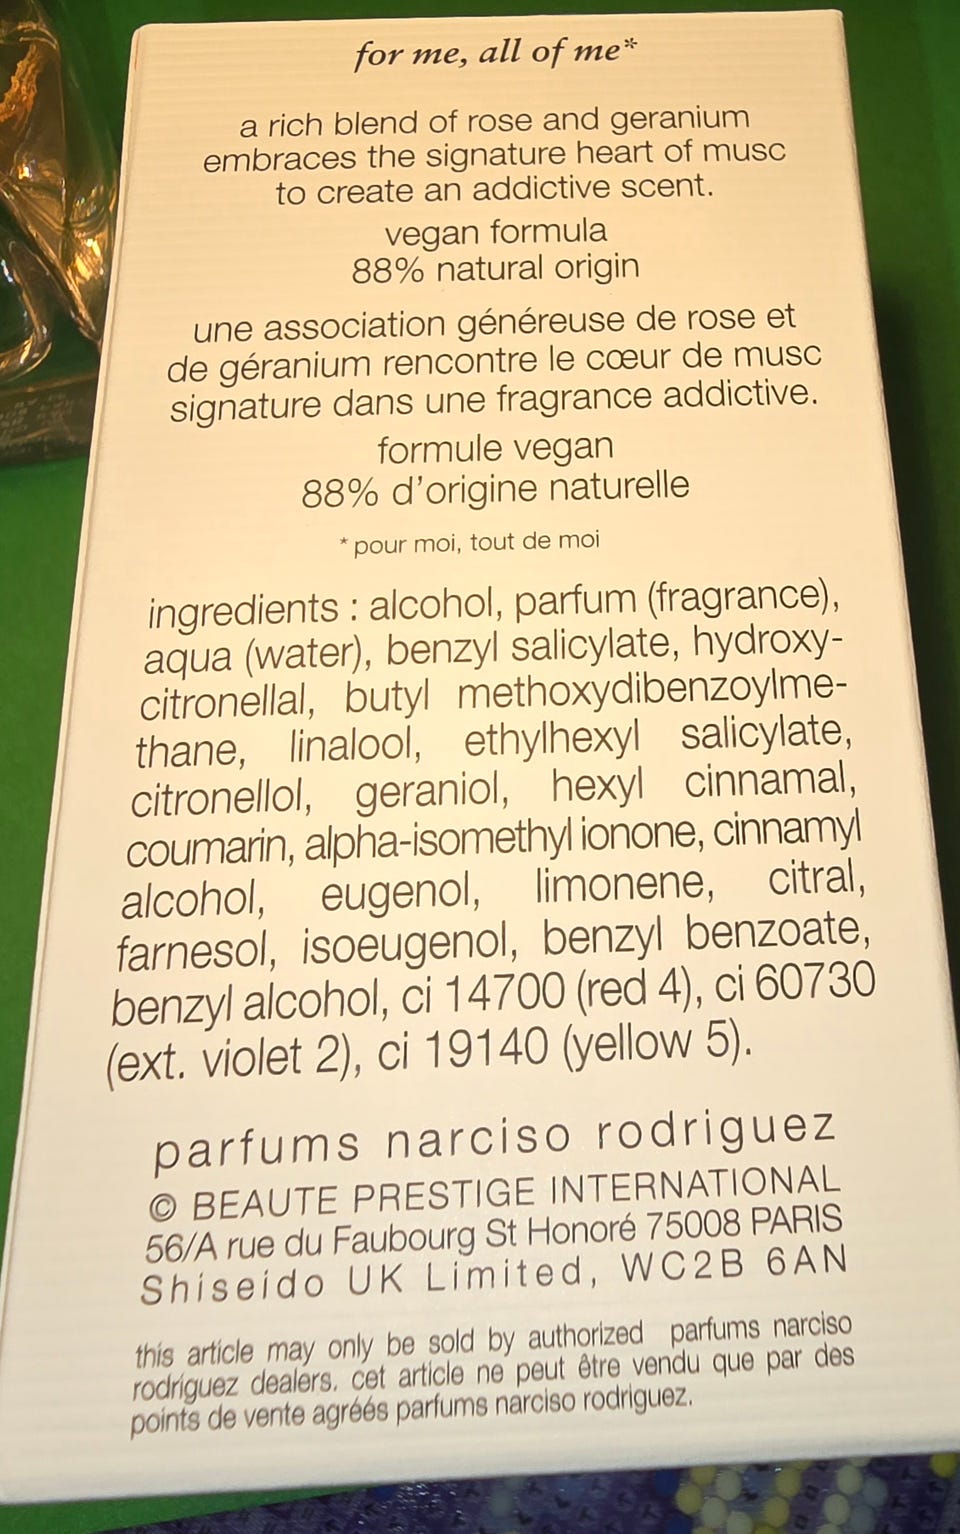 for me, all of me*
a rich blend of rose and geranium
embraces the signature heart of musc
to create an addictive scent.
vegan formula
88% natural origin
une association généreuse de rose et
de géranium rencontre le cœur de musc
signature dans une fragrance addictive.
formule vegan
88% d'origine naturelle
* pour moi, tout de moi
ingredients : alcohol, parfum (fragrance),
aqua (water), benzyl salicylate, hydroxy-
citronellal, butyl methoxydibenzoylme-
thane, linalool, ethylhexyl salicylate,
citronellol, geraniol, hexyl cinnamal,
coumarin, alpha-isomethyl ionone, cinnamyl
alcohol, eugenol, limonene, citral,
farnesol, isoeugenol, benzyl benzoate,
benzyl alcohol, ci 14700 (red 4), ci 60730
(ext. violet 2), ci 19140 (yellow 5).
parfums narciso rodriguez
© BEAUTE PRESTIGE INTERNATIONAL
56/A rue du Faubourg St Honoré 75008 PARIS
Shiseido UK Limited, WC2B 6AN
this article may only be sold by authorized parfums narciso
rodriguez dealers. cet article ne peut être vendu que par des
points de vente agréés parfums narciso rodriguez.